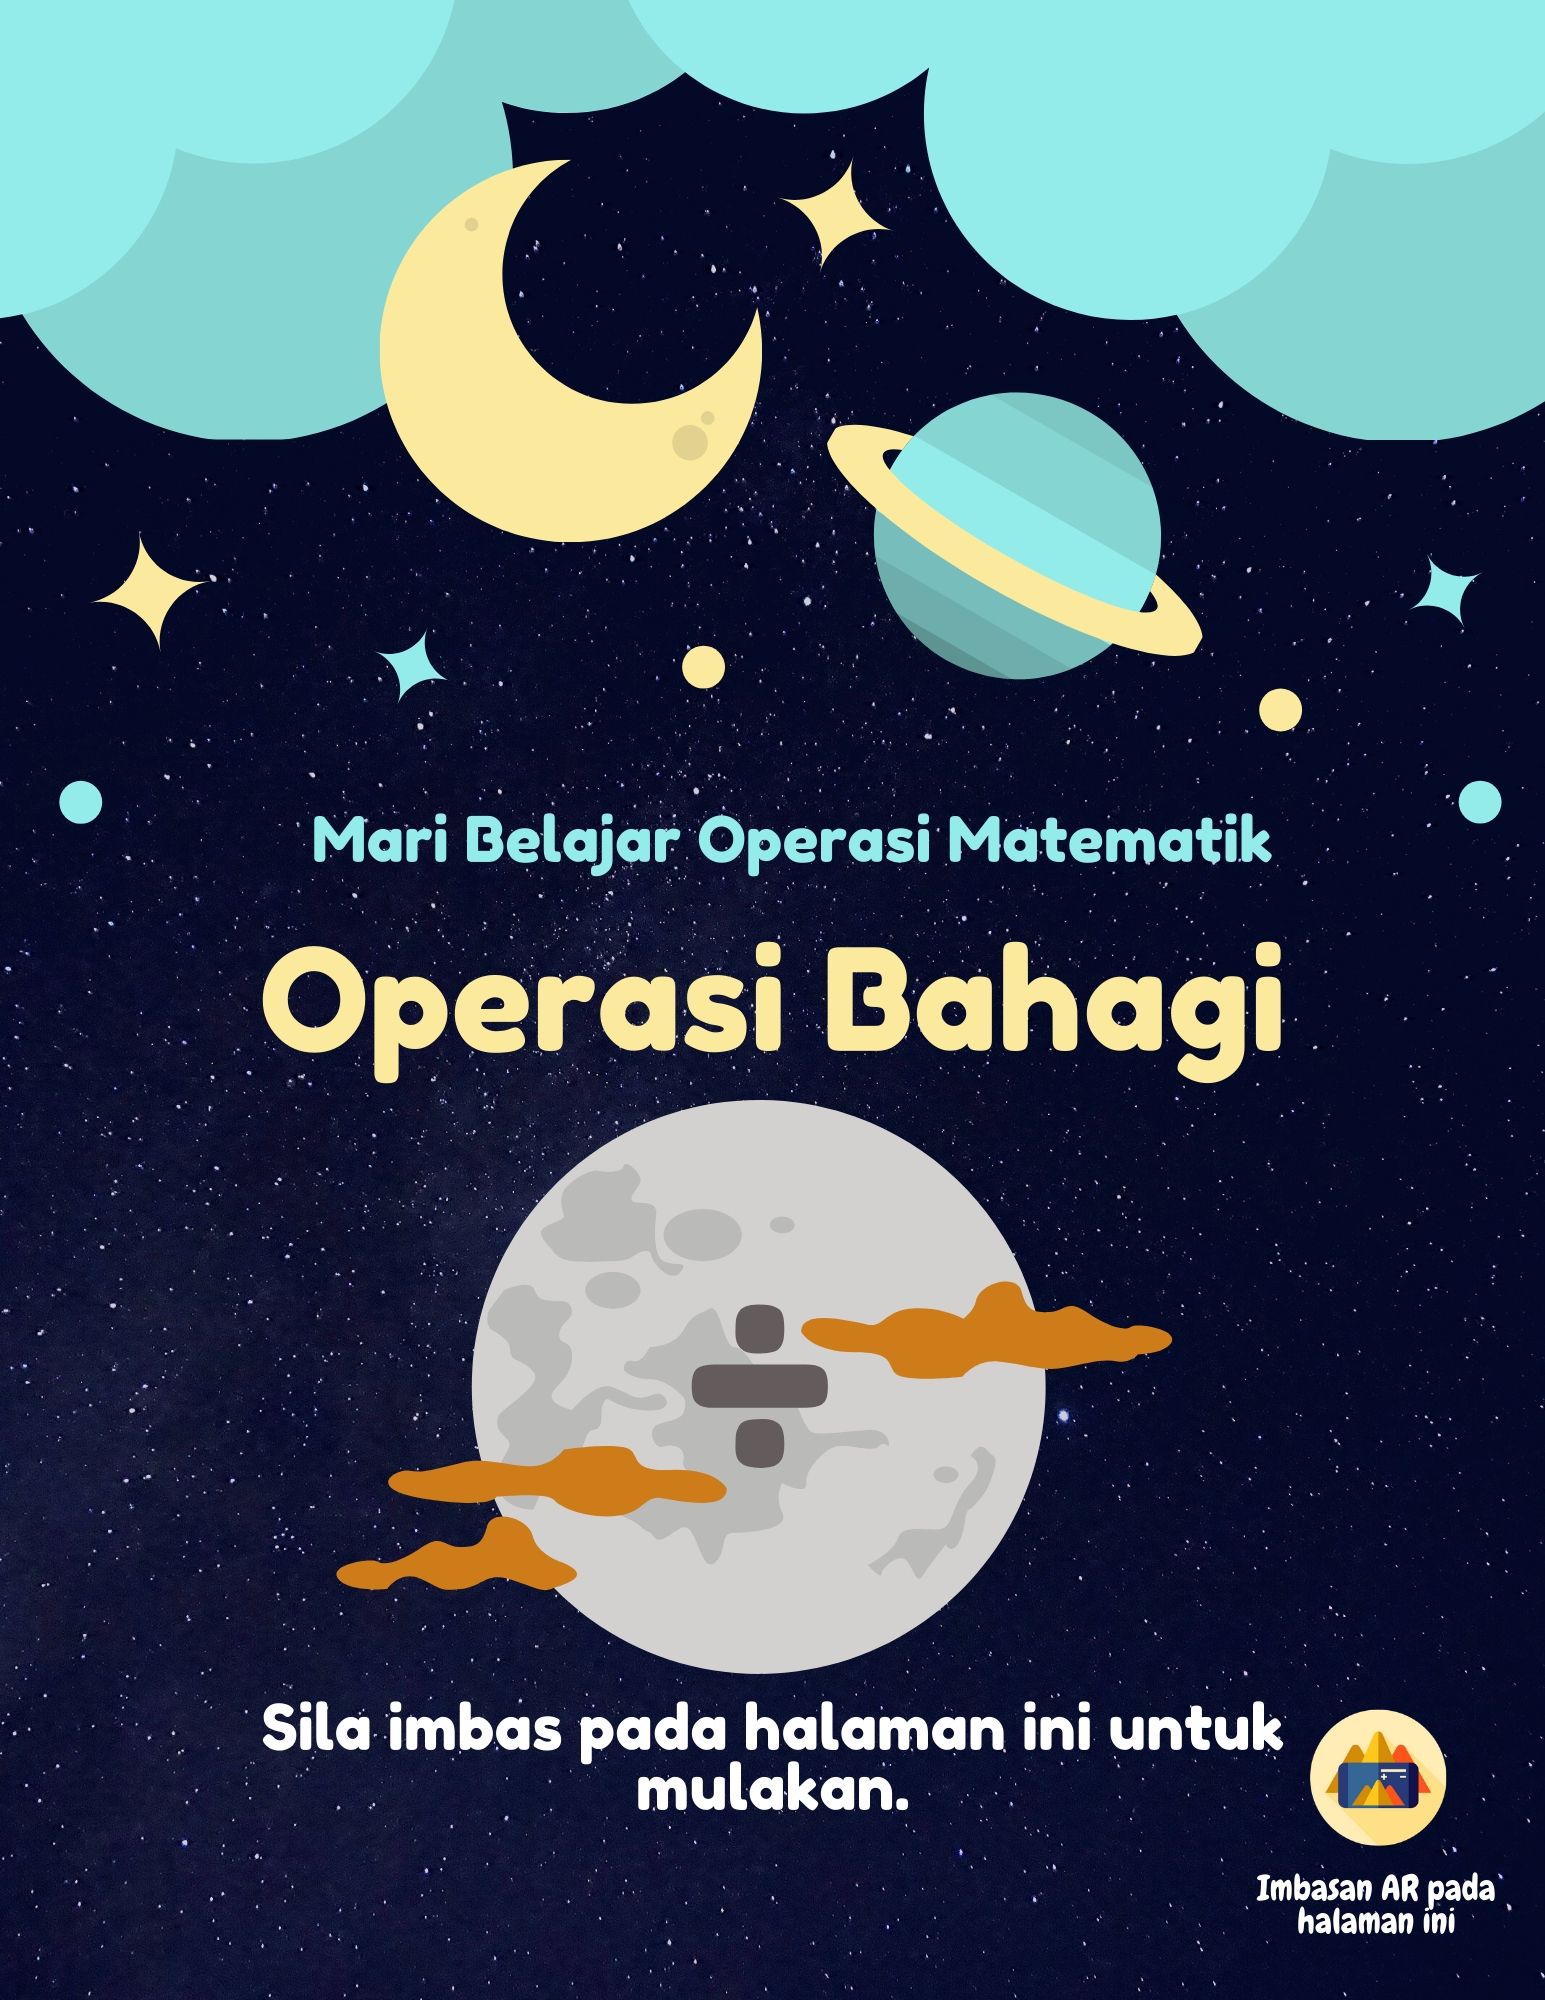 Mari Belajar Operasi Matematik
Operasi Bahagi
÷
Sila imbas pada halaman ini untuk
mulakan.
Imbasan AR pada
halaman ini